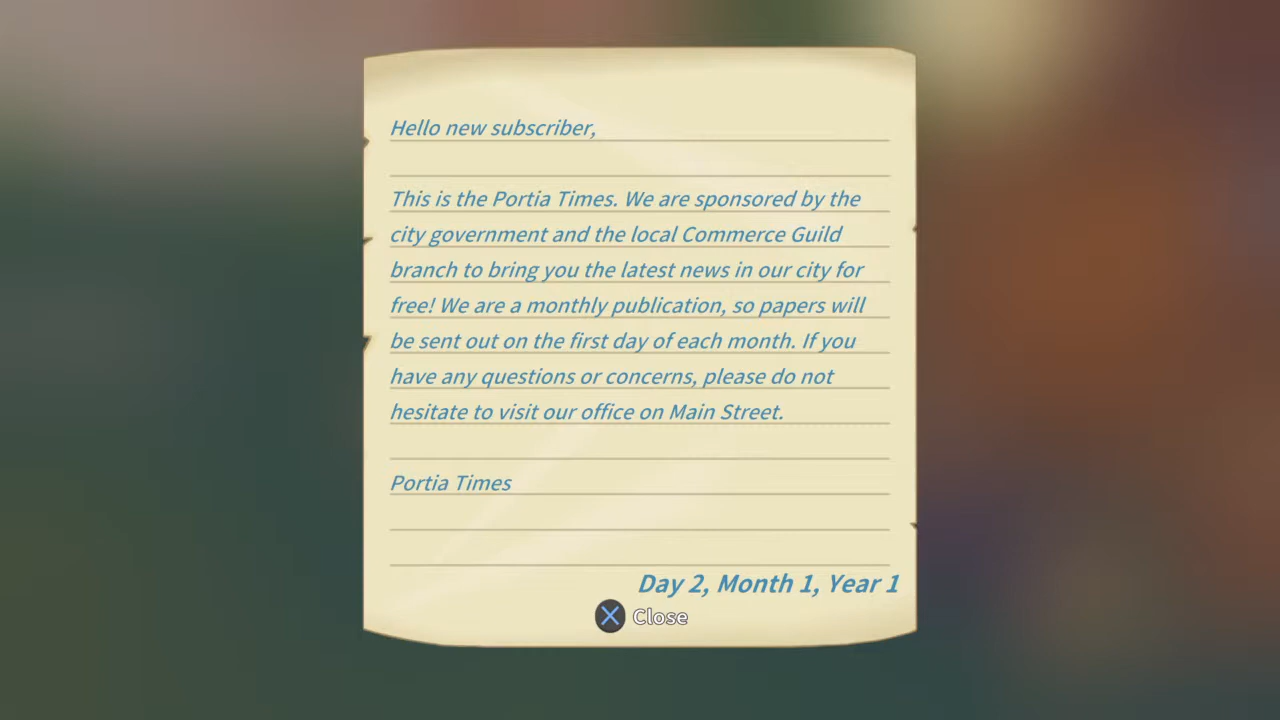 Hello new subscriber,
This is the Portia Times. We are sponsored by the
city government and the local Commerce Guild
branch to bring you the latest news in our city for
free! We are a monthly publication, so papers will
be sent out on the first day of each month. If you
have any questions or concerns, please do not
hesitate to visit our office on Main Street.
Portia Times
Day 2, Month 1, Year 1
Close